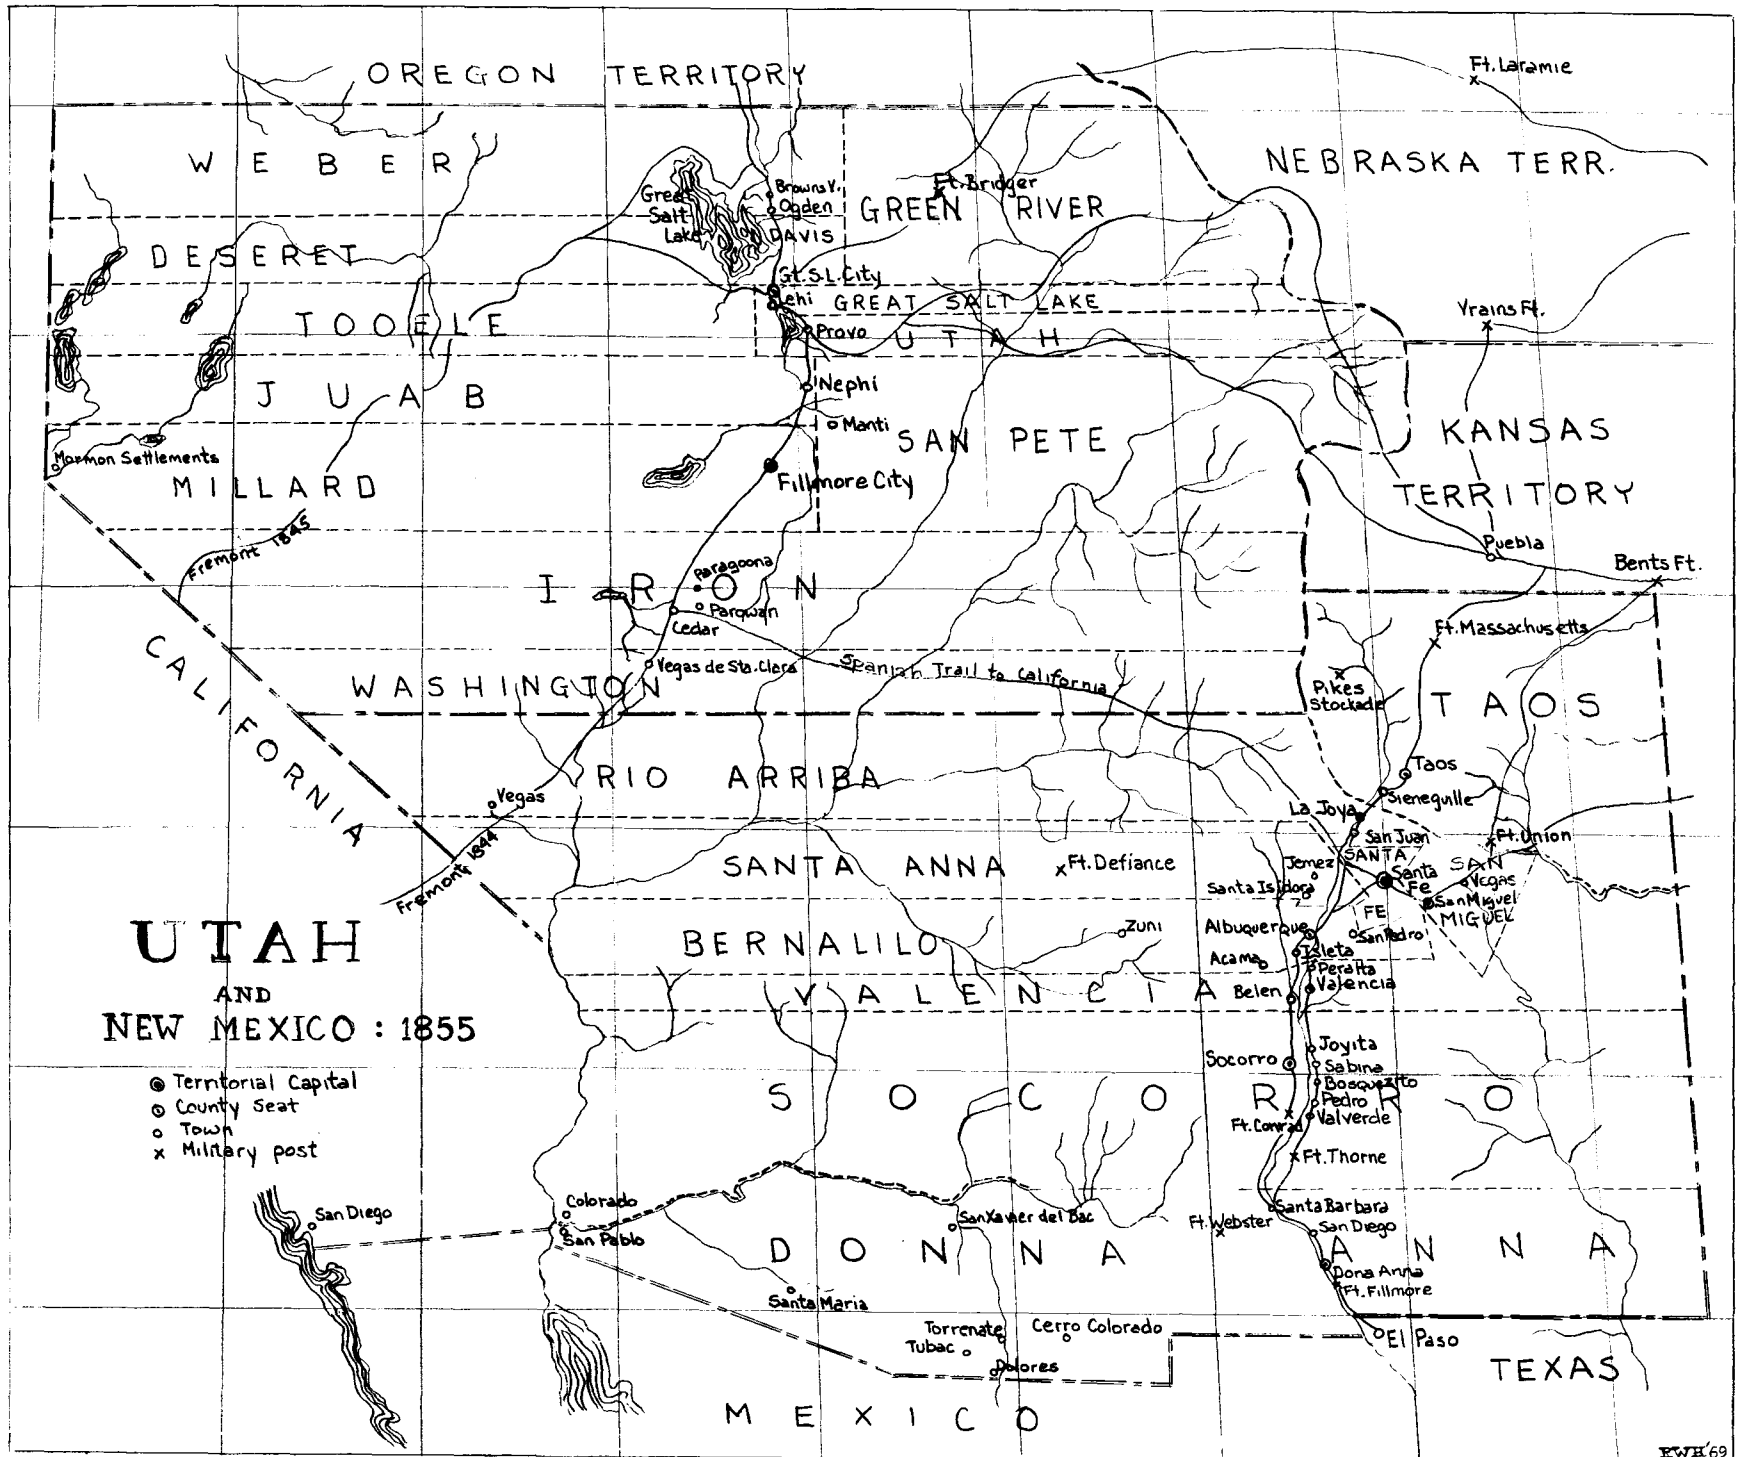 OREGON TERRITORY
Ft. Laramie
WEBER
NEBRASKA TERR.
Great
Salt
Lake
Browns V.
Ogden
Ft. Bridger
GREEN RIVER
DAVIS
DESERET
Gt. S.L. City
Lehi
GREAT SALT LAKE
Vrains Ft.
TOOELE
Provo
UTAH
JUAB
Nephi
Manti
SAN PETE
KANSAS
TERRITORY
Mormon Settlements
MILLARD
Fillmore City
Fremont 1845
Puebla
Bents Ft.
IRON
Paragoona
Parowan
Cedar
Ft. Massachusetts
CALIFORNIA
Vegas de Sta. Clara
Spanish Trail to California
WASHINGTON
Pikes
Stockade
TAOS
RIO ARRIBA
Taos
Sienegulle
Vegas
La Joya
San Juan
Ft. Union
Fremont 1844
SANTA ANNA
Ft. Defiance
Jemez
SANTA
FE
Santa
Fe
SAN
MIGUEL
Vegas
San Miguel
Santa Isidora
Zuni
Albuquerque
San Pedro
BERNALILO
Acama
Isleta
Peralta
Valencia
VALENCIA
Belen
UTAH
AND
NEW MEXICO : 1855
Territorial Capital
County Seat
Town
Military post
Socorro
Joyita
Sabina
Bosquezito
Pedro
Valverde
SOCORRO
Ft. Conrad
Ft. Thorne
San Diego
Colorado
San Pablo
San Xavier del Bac
Ft. Webster
Santa Barbara
San Diego
DONNA ANNA
Dona Anna
Ft. Fillmore
Santa Maria
Torrenate
Cerro Colorado
Tubac
Dolores
El Paso
TEXAS
MEXICO
RWH '69